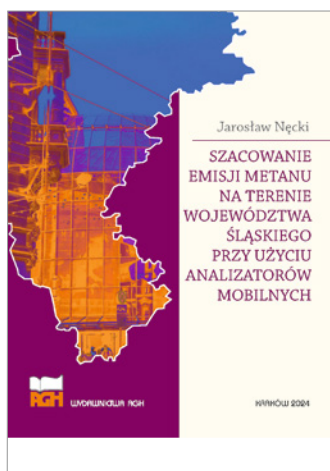 Jarosław Nęcki
SZACOWANIE
EMISJI METANU
NA TERENIE
WOJEWÓDZTWA
ŚLĄSKIEGO
PRZY UŻYCIU
ANALIZATORÓW
MOBILNYCH
AGH WYDAWNICTWA AGH
KRAKÓW 2024